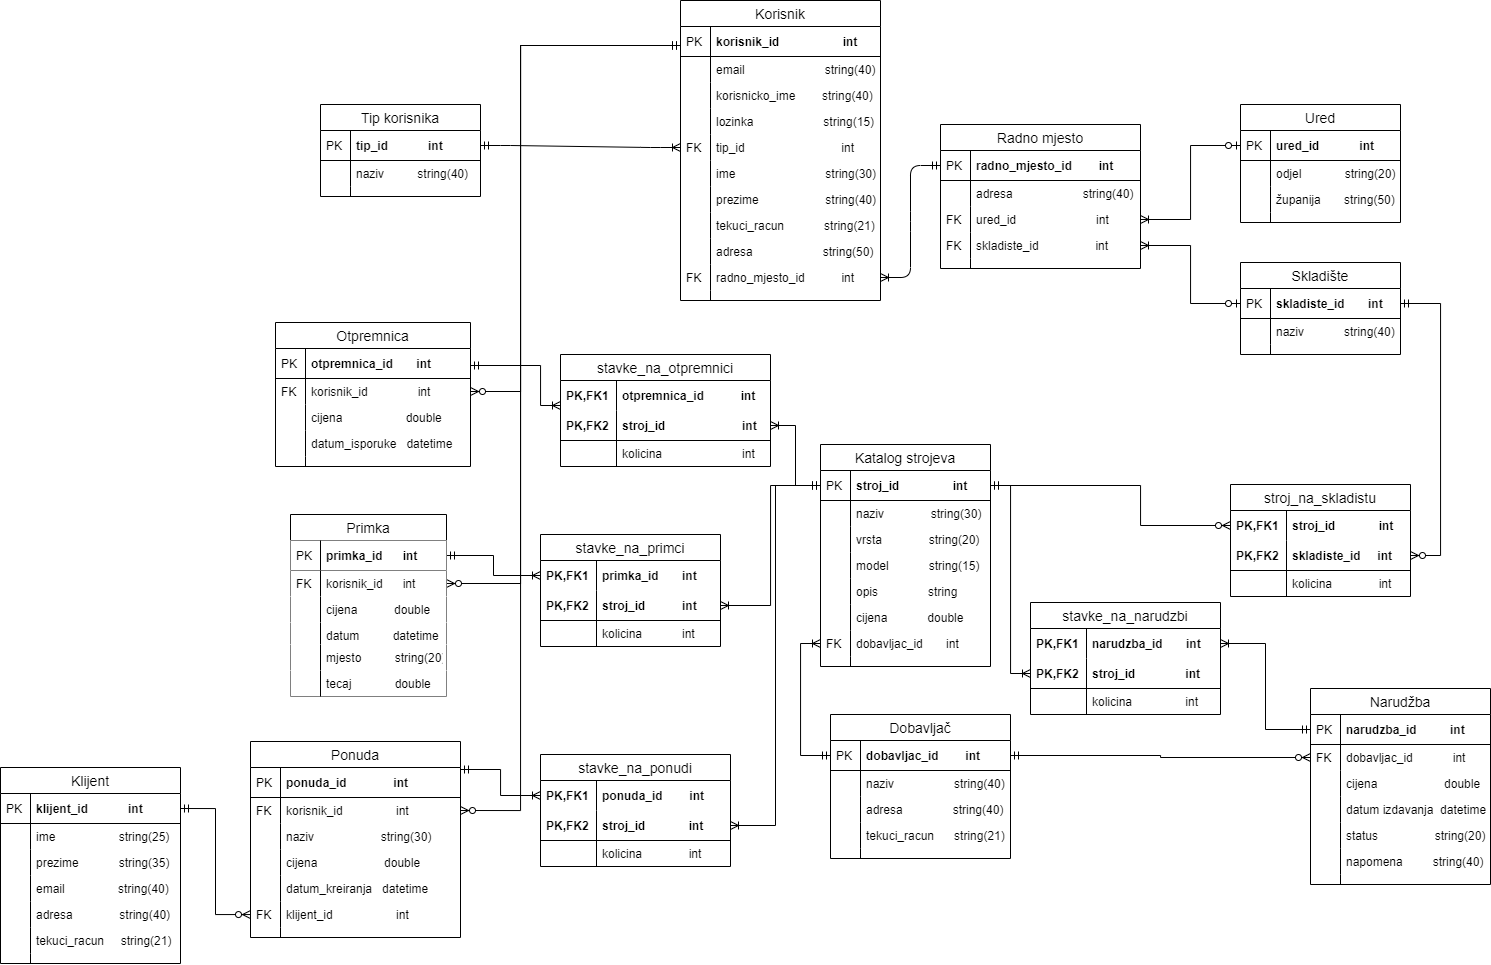 Korisnik
PK korisnik_id int
email string(40)
korisnicko_ime string(40)
lozinka string(15)
FK tip_id int
ime string(30)
prezime string(40)
tekuci_racun string(21)
adresa string(50)
FK radno_mjesto_id int
Tip korisnika
PK tip_id int
naziv string(40)
Radno mjesto
PK radno_mjesto_id int
adresa string(40)
FK ured_id int
FK skladiste_id int
Ured
PK ured_id int
odjel string(20)
županija string(50)
Skladište
PK skladiste_id int
naziv string(40)
Otpremnica
PK otpremnica_id int
FK korisnik_id int
cijena double
datum_isporuke datetime
stavke_na_otpremnici
PK,FK1 otpremnica_id int
PK,FK2 stroj_id int
kolicina int
Katalog strojeva
PK stroj_id int
naziv string(30)
vrsta string(20)
model string(15)
opis string
cijena double
FK dobavljac_id int
stroj_na_skladistu
PK,FK1 stroj_id int
PK,FK2 skladiste_id int
kolicina int
Primka
PK primka_id int
FK korisnik_id int
cijena double
datum datetime
mjesto string(20
tecaj double
stavke_na_primci
PK,FK1 primka_id int
PK,FK2 stroj_id int
kolicina int
stavke_na_narudzbi
PK,FK1 narudzba_id int
PK,FK2 stroj_id int
kolicina int
Narudžba
PK narudzba_id int
FK dobavljac_id int
cijena double
datum izdavanja datetime
status string(20)
napomena string(40)
Dobavljač
PK dobavljac_id int
naziv string(40)
adresa string(40)
tekuci_racun string(21)
Ponuda
PK ponuda_id int
FK korisnik_id int
naziv string(30)
cijena double
datum_kreiranja datetime
FK klijent_id int
stavke_na_ponudi
PK,FK1 ponuda_id int
PK,FK2 stroj_id int
kolicina int
Klijent
PK klijent_id int
ime string(25)
prezime string(35)
email string(40)
adresa string(40)
tekuci_racun string(21)